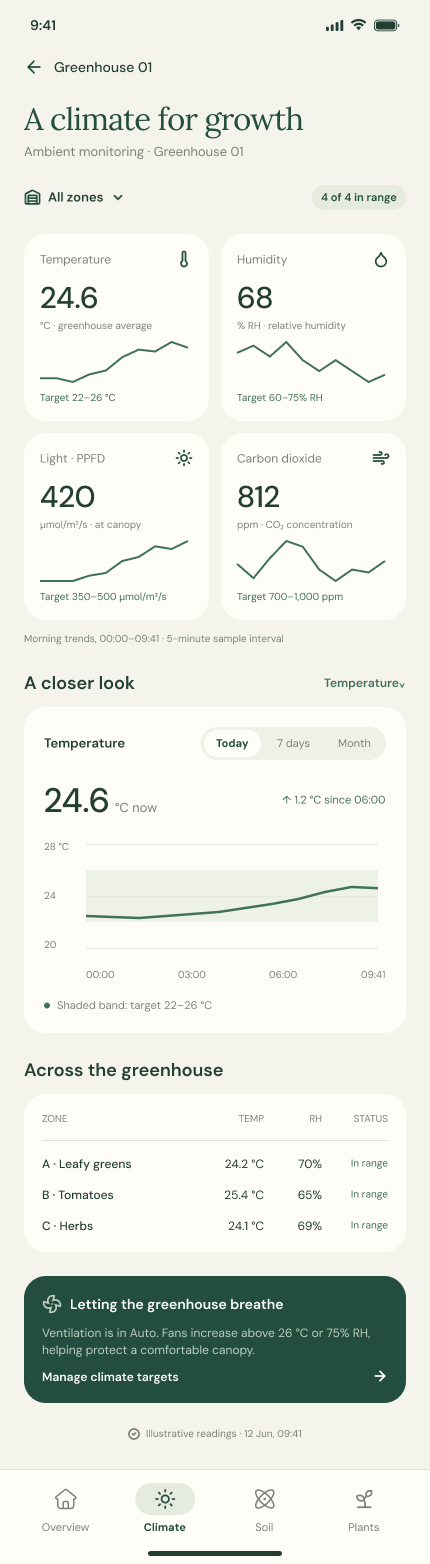 9:41
Greenhouse 01
A climate for growth
Ambient monitoring · Greenhouse 01
All zones
4 of 4 in range
Temperature
24.6
°C · greenhouse average
Target 22–26 °C
Humidity
68
% RH · relative humidity
Target 60–75% RH
Light · PPFD
420
μmol/m²/s · at canopy
Target 350–500 μmol/m²/s
Carbon dioxide
812
ppm · CO₂ concentration
Target 700–1,000 ppm
Morning trends, 00:00–09:41 · 5-minute sample interval
A closer look
Temperature
Temperature
Today 7 days Month
24.6 °C now
↑ 1.2 °C since 06:00
28 °C
24
20
00:00 03:00 06:00 09:41
Shaded band: target 22–26 °C
Across the greenhouse
ZONE TEMP RH STATUS
A · Leafy greens 24.2 °C 70% In range
B · Tomatoes 25.4 °C 65% In range
C · Herbs 24.1 °C 69% In range
Letting the greenhouse breathe
Ventilation is in Auto. Fans increase above 26 °C or 75% RH,
helping protect a comfortable canopy.
Manage climate targets
Illustrative readings · 12 Jun, 09:41
Overview Climate Soil Plants